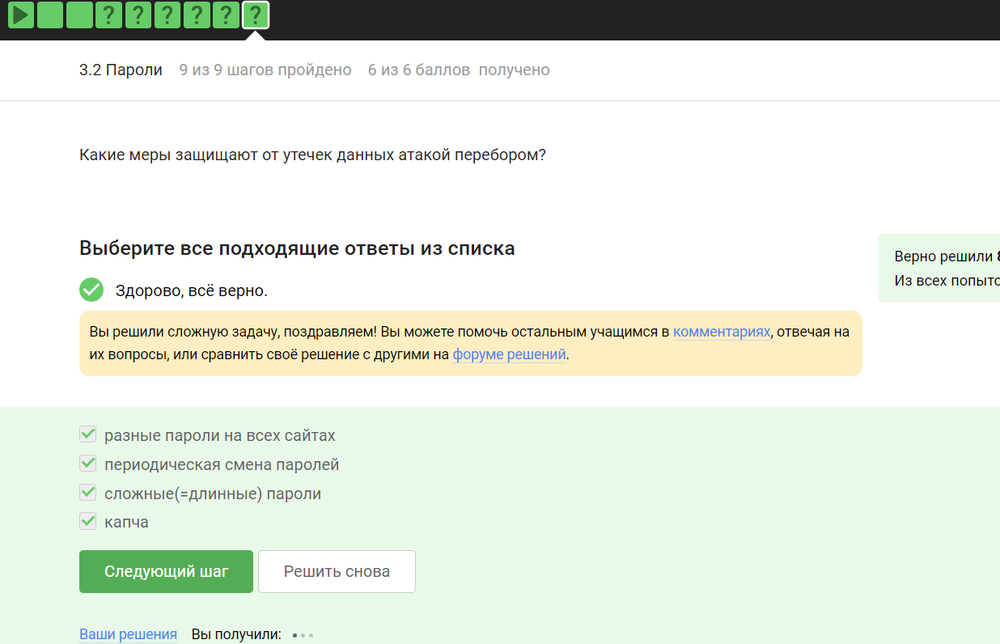 ? ? ? ? ? ?
3.2 Пароли 9 из 9 шагов пройдено 6 из 6 баллов получено
Какие меры защищают от утечек данных атакой перебором?
Выберите все подходящие ответы из списка
Верно решили
Из всех
Здорово, всё верно.
Вы решили сложную задачу, поздравляем! Вы можете помочь остальным учащимся в комментариях, отвечая на
их вопросы, или сравнить своё решение с другими на форуме решений.
разные пароли на всех сайтах
периодическая смена паролей
сложные(=длинные) пароли
капча
Следующий шаг Решить снова
Ваши решения Вы получили: